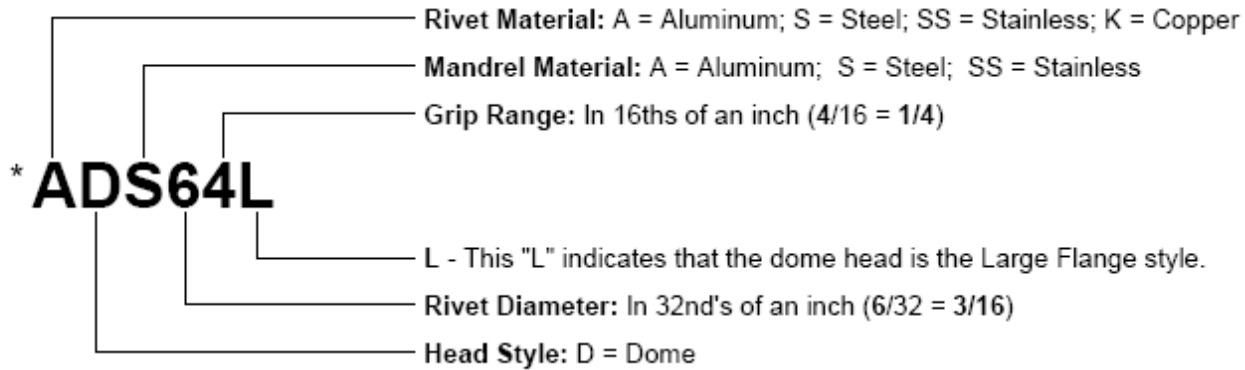 Rivet Material: A = Aluminum; S = Steel; SS = Stainless; K = Copper
Mandrel Material: A = Aluminum; S = Steel; SS = Stainless
Grip Range: In 16ths of an inch (4/16 = 1/4)
* ADS64L
L - This "L" indicates that the dome head is the Large Flange style.
Rivet Diameter: In 32nd's of an inch (6/32 = 3/16)
Head Style: D = Dome